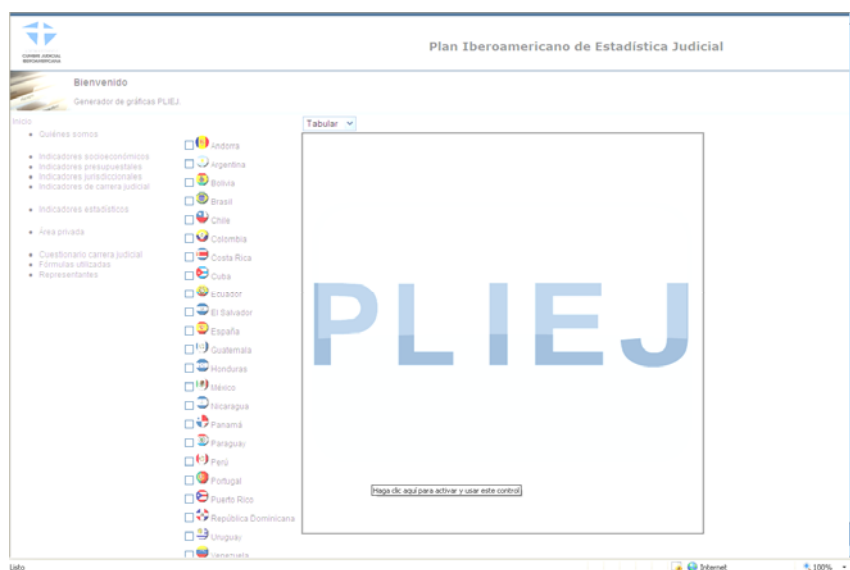 CUMBRE JUDICIAL
IBEROAMERICANA
Plan Iberoamericano de Estadística Judicial
Bienvenido
Generador de gráficas PLIEJ.
Inicio
Quiénes somos
Indicadores socioeconómicos
Indicadores presupuestales
Indicadores jurisdiccionales
Indicadores de carrera judicial
Indicadores estadísticos
Área privada
Cuestionario carrera judicial
Fórmulas utilizadas
Representantes
Tabular
Andorra
Argentina
Bolivia
Brasil
Chile
Colombia
Costa Rica
Cuba
Ecuador
El Salvador
España
Guatemala
Honduras
México
Nicaragua
Panamá
Paraguay
Perú
Portugal
Puerto Rico
República Dominicana
Uruguay
Venezuela
PLIEJ
Haga clic aquí para activar y usar este control
Listo
Internet
100%